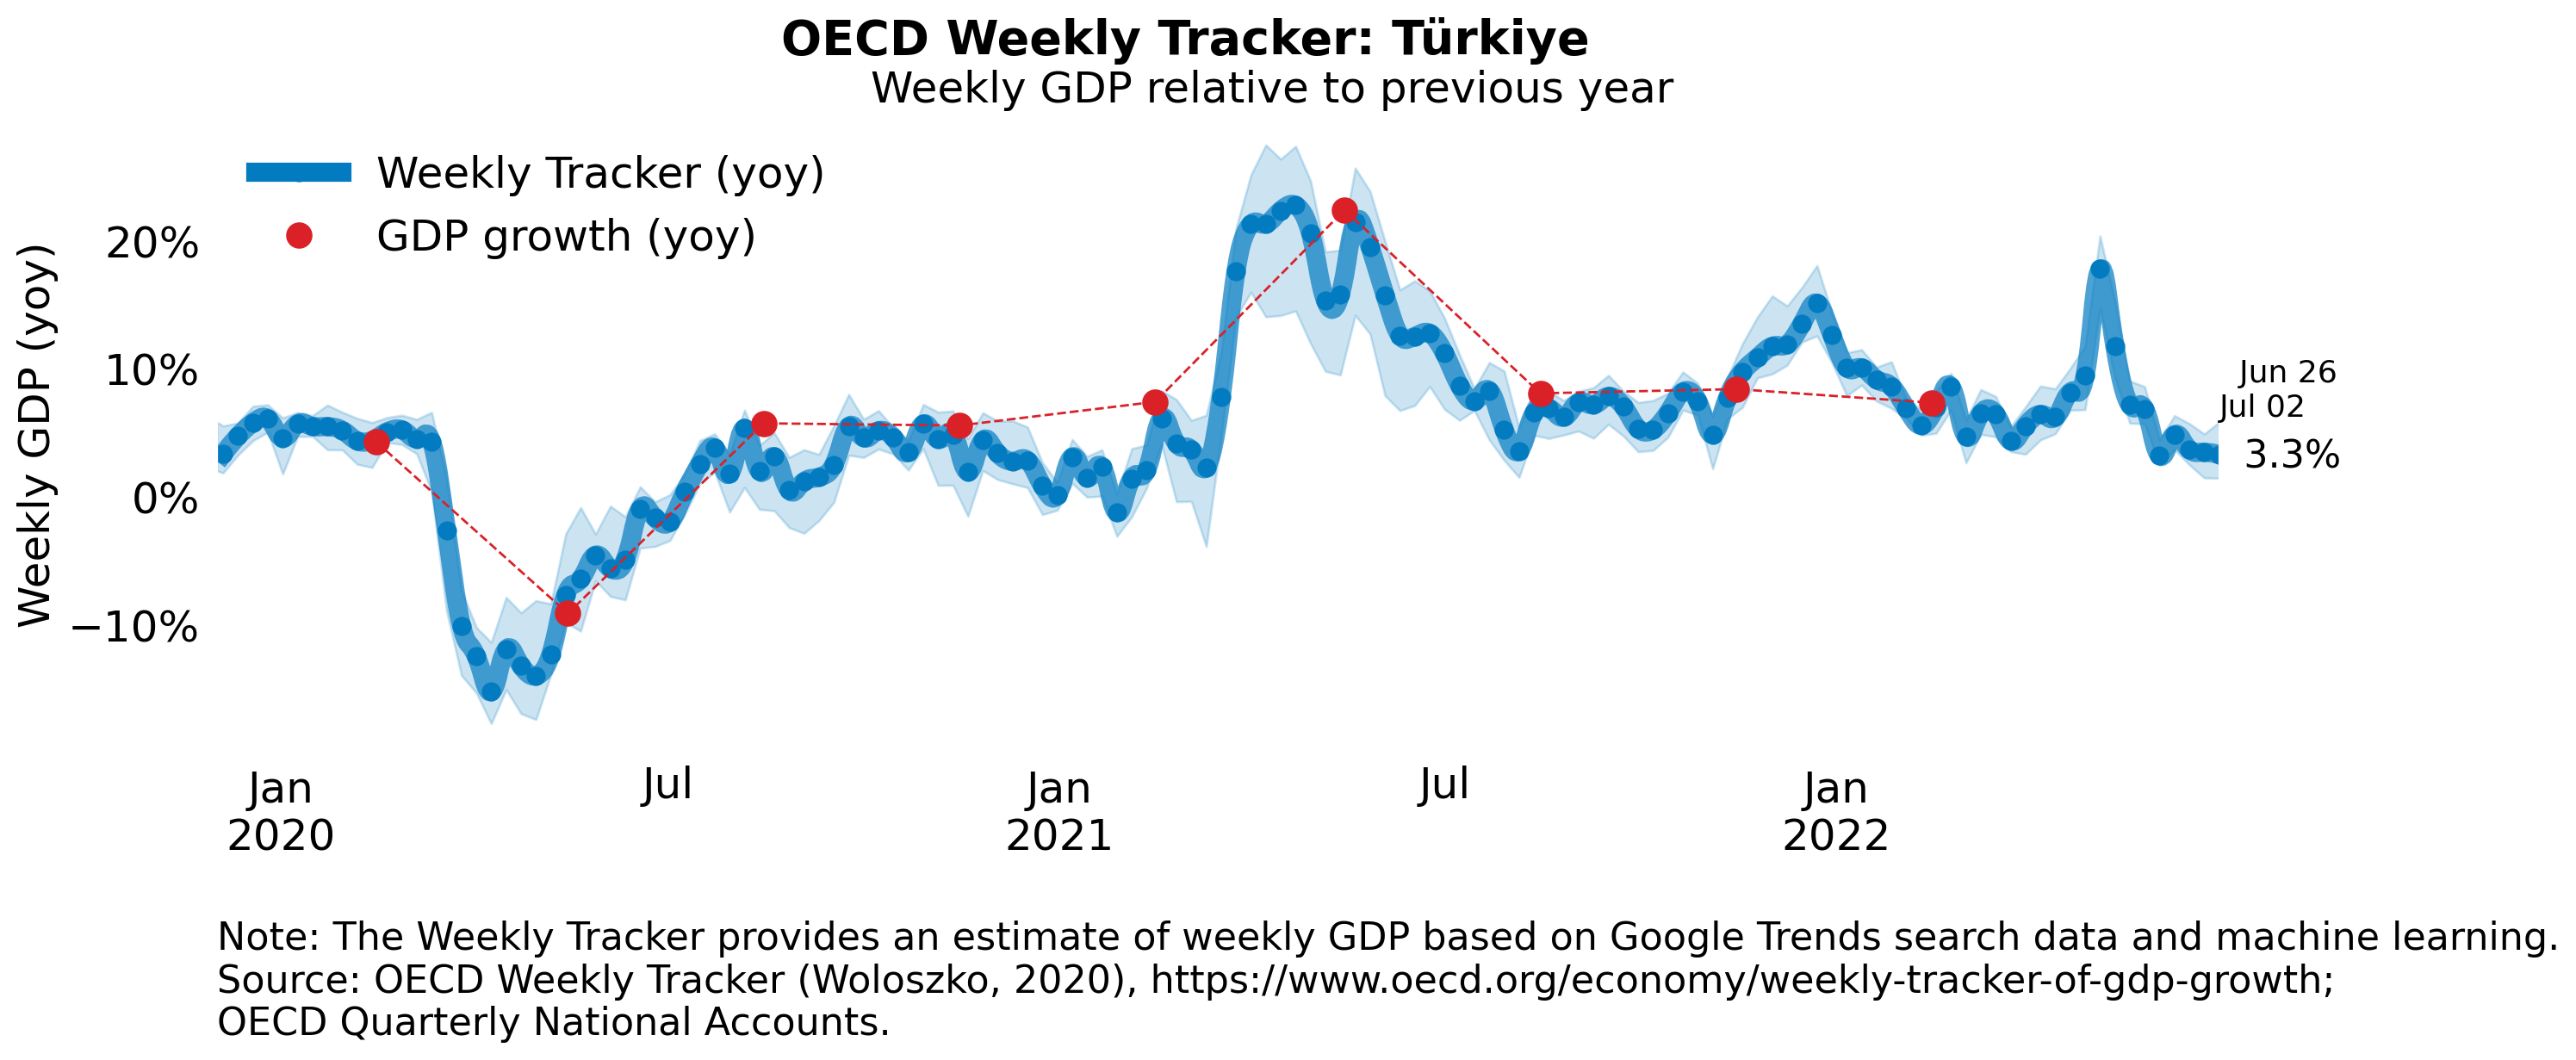 OECD Weekly Tracker: Türkiye
Weekly GDP relative to previous year
Weekly Tracker (yoy)
GDP growth (yoy)
Weekly GDP (yoy)
20%
10%
0%
−10%
Jun 26
Jul 02
3.3%
Jan
2020
Jul
Jan
2021
Jul
Jan
2022
Note: The Weekly Tracker provides an estimate of weekly GDP based on Google Trends search data and machine learning.
Source: OECD Weekly Tracker (Woloszko, 2020), https://www.oecd.org/economy/weekly-tracker-of-gdp-growth;
OECD Quarterly National Accounts.